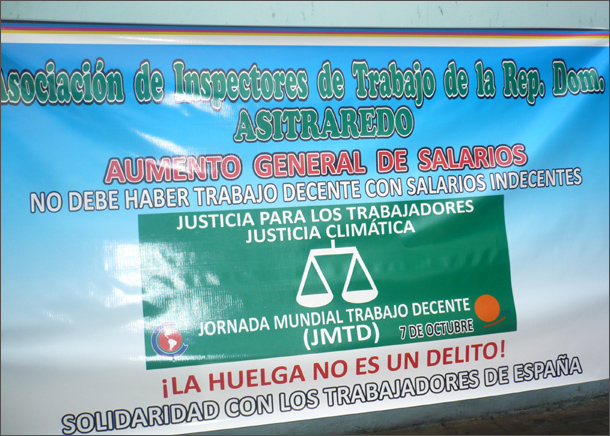 Asociación de Inspectores de Trabajo de la Rep. Dom.
ASITRAREDO
AUMENTO GENERAL DE SALARIOS
NO DEBE HABER TRABAJO DECENTE CON SALARIOS INDECENTES
JUSTICIA PARA LOS TRABAJADORES
JUSTICIA CLIMÁTICA
JORNADA MUNDIAL TRABAJO DECENTE
(JMTD) 7 DE OCTUBRE
¡LA HUELGA NO ES UN DELITO!
SOLIDARIDAD CON LOS TRABAJADORES DE ESPAÑA